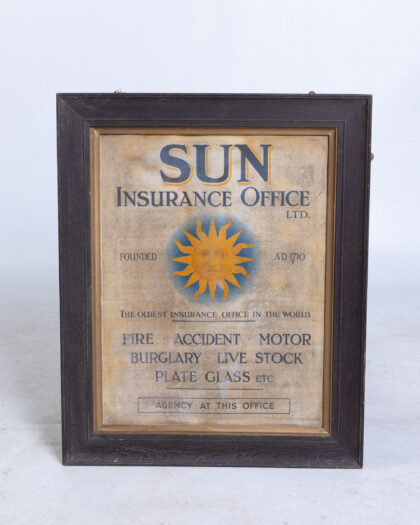 SUN
INSURANCE OFFICE
LTD.
FOUNDED A.D. 1710
THE OLDEST INSURANCE OFFICE IN THE WORLD.
FIRE · ACCIDENT · MOTOR
BURGLARY · LIVE STOCK
PLATE GLASS ETC.
AGENCY AT THIS OFFICE